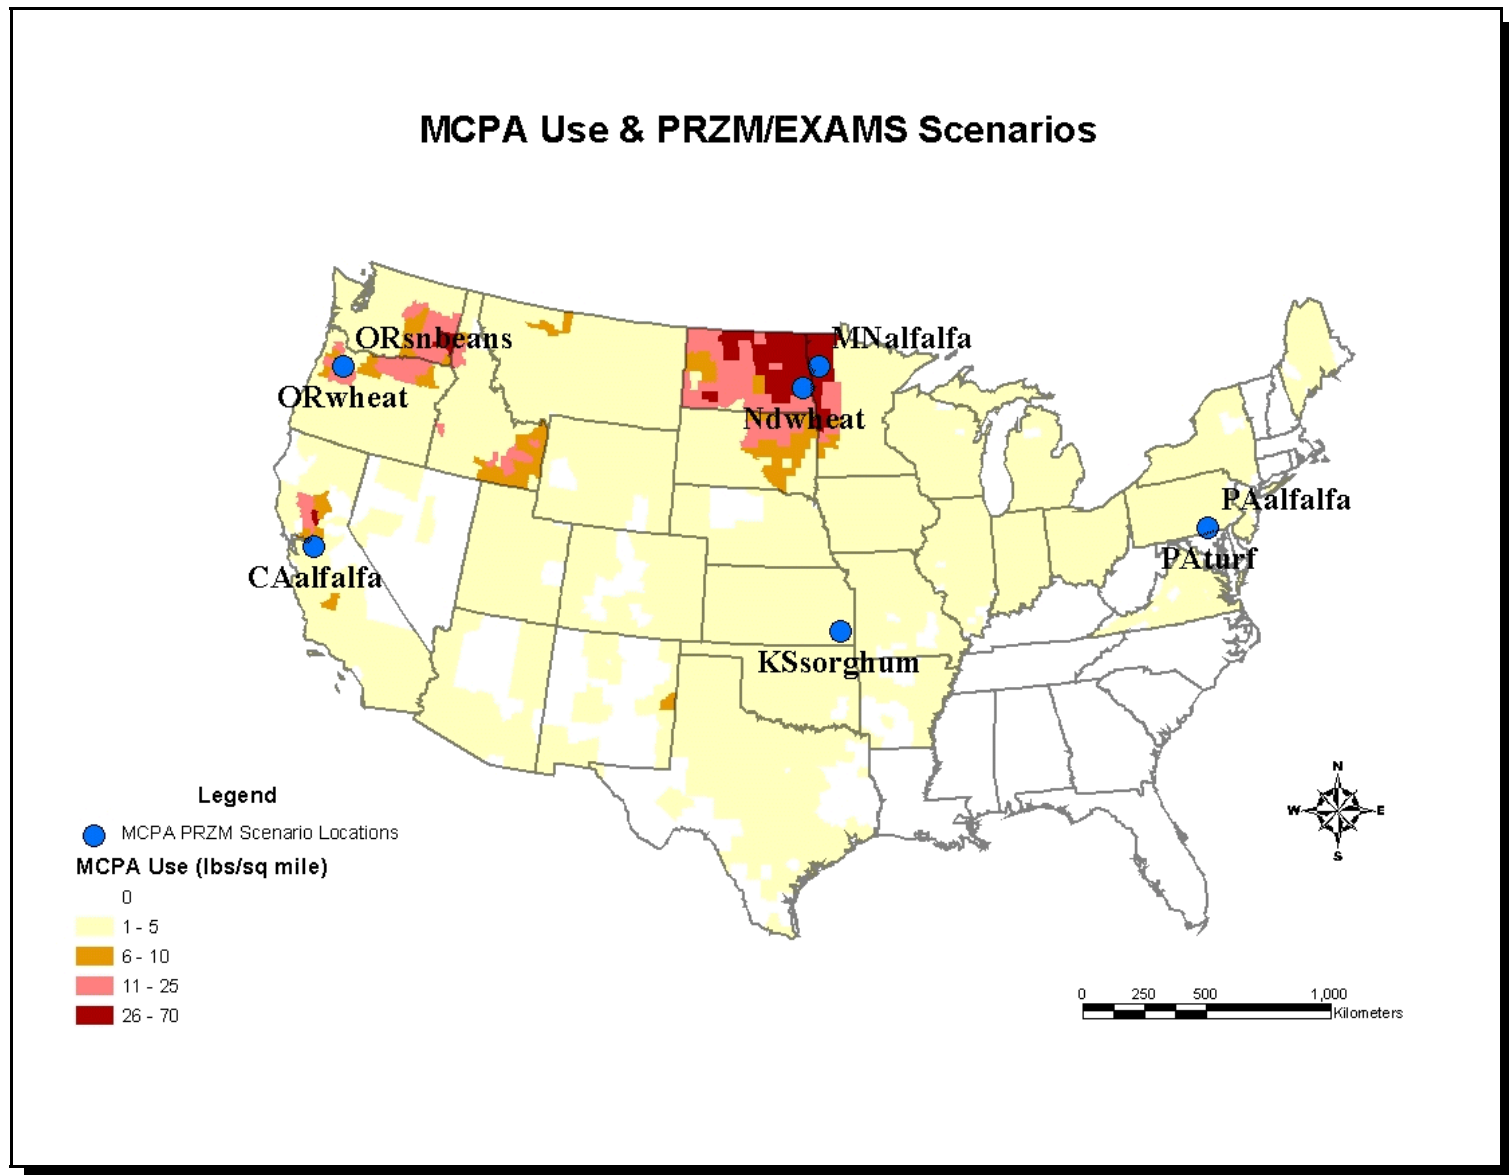 MCPA Use & PRZM/EXAMS Scenarios
ORsnbeans
MNalfalfa
ORwheat
Ndwheat
PAalfalfa
PAturf
CAalfalfa
KSsorghum
Legend
MCPA PRZM Scenario Locations
MCPA Use (lbs/sq mile)
0
1 - 5
6 - 10
11 - 25
26 - 70
N
W E
S
0 250 500 1,000
Kilometers